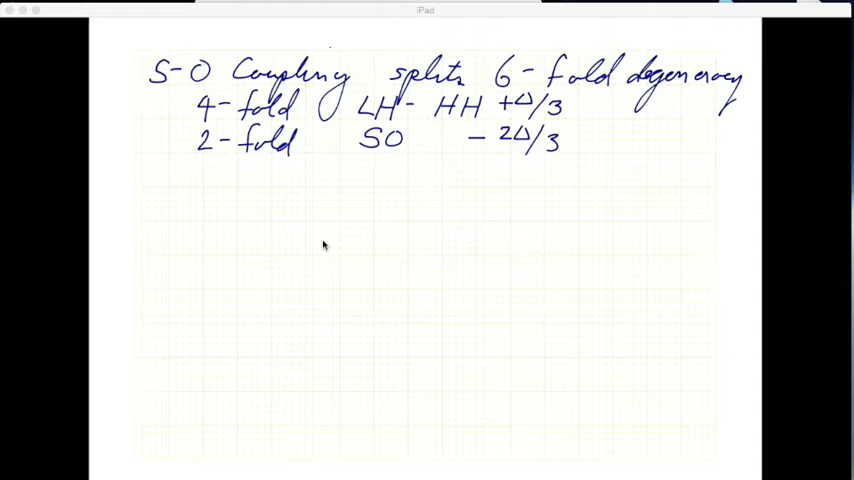 iPad
S-O Coupling splits 6-fold degeneracy
4-fold LH - HH +Δ/3
2-fold SO - 2Δ/3